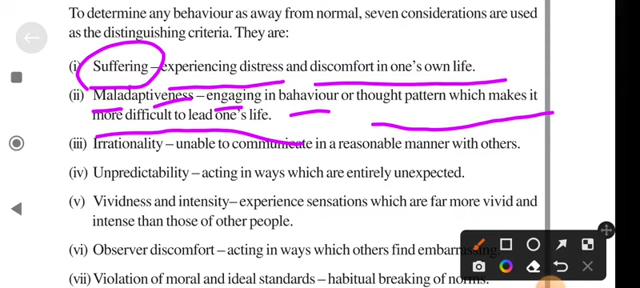 To determine any behaviour as away from normal, seven considerations are used
as the distinguishing criteria. They are:
(i) Suffering – experiencing distress and discomfort in one's own life.
(ii) Maladaptiveness – engaging in bahaviour or thought pattern which makes it
more difficult to lead one's life.
(iii) Irrationality – unable to communicate in a reasonable manner with others.
(iv) Unpredictability – acting in ways which are entirely unexpected.
(v) Vividness and intensity – experience sensations which are far more vivid and
intense than those of other people.
(vi) Observer discomfort – acting in ways which others find embarrassing.
(vii) Violation of moral and ideal standards – habitual breaking of norms.